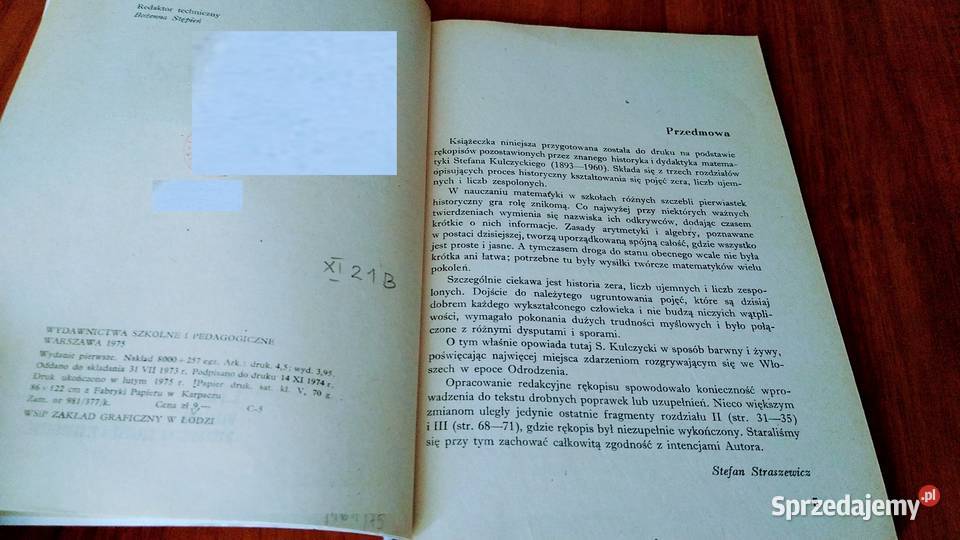 Redaktor techniczny
Bożenna Stępień
XI 21B
WYDAWNICTWA SZKOLNE I PEDAGOGICZNE
WARSZAWA 1975
Wydanie pierwsze. Nakład 8000+257 egz. Ark.: druk. 4,5; wyd. 3,95.
Oddano do składania 31 VII 1973 r. Podpisano do druku 14 XI 1974 r.
Druk ukończono w lutym 1975 r. Papier druk. sat. kl. V, 70 g.
86 × 122 cm z Fabryki Papieru w Karpaczu
Zam. nr 981/377/k. Cena zł 9,— C-3
WSiP ZAKŁAD GRAFICZNY W ŁODZI
Przedmowa
Książeczka niniejsza przygotowana została do druku na podstawie
rękopisów pozostawionych przez znanego historyka i dydaktyka matema-
tyki Stefana Kulczyckiego (1893—1960). Składa się z trzech rozdziałów
opisujących proces historyczny kształtowania się pojęć zera, liczb ujem-
nych i liczb zespolonych.
W nauczaniu matematyki w szkołach różnych szczebli pierwiastek
historyczny gra rolę znikomą. Co najwyżej przy niektórych ważnych
twierdzeniach wymienia się nazwiska ich odkrywców, dodając czasem
krótkie o nich informacje. Zasady arytmetyki i algebry, poznawane
w postaci dzisiejszej, tworzą uporządkowaną spójną całość, gdzie wszystko
jest proste i jasne. A tymczasem droga do stanu obecnego wcale nie była
krótka ani łatwa; potrzebne tu były wysiłki twórcze matematyków wielu
pokoleń.
Szczególnie ciekawa jest historia zera, liczb ujemnych i liczb zespo-
lonych. Dojście do należytego ugruntowania pojęć, które są dzisiaj
dobrem każdego wykształconego człowieka i nie budzą niczyich wątpli-
wości, wymagało pokonania dużych trudności myślowych i było połą-
czone z różnymi dysputami i sporami.
O tym właśnie opowiada tutaj S. Kulczycki w sposób barwny i żywy,
poświęcając najwięcej miejsca zdarzeniom rozgrywającym się we Wło-
szech w epoce Odrodzenia.
Opracowanie redakcyjne rękopisu spowodowało konieczność wpro-
wadzenia do tekstu drobnych poprawek lub uzupełnień. Nieco większym
zmianom uległy jedynie ostatnie fragmenty rozdziału II (str. 31—35)
i III (str. 68—71), gdzie rękopis był niezupełnie wykończony. Staraliśmy
się przy tym zachować całkowitą zgodność z intencjami Autora.
Stefan Straszewicz
Sprzedajemy.pl